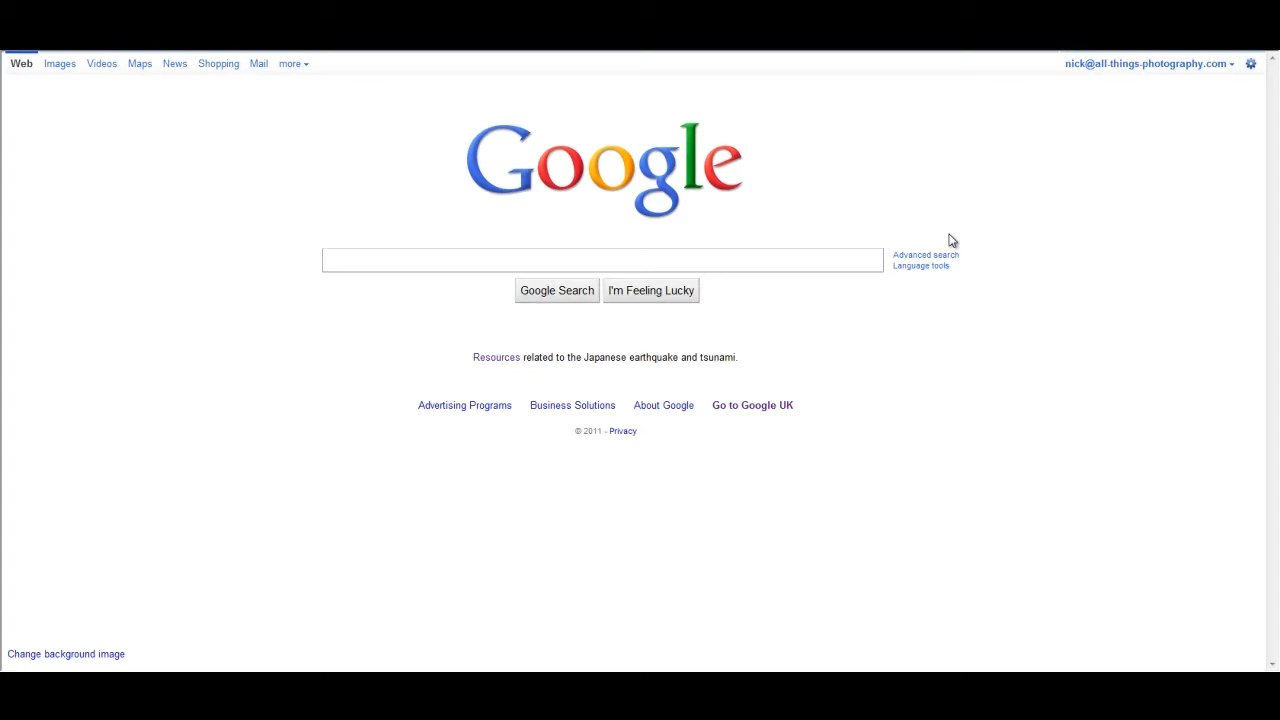 Web Images Videos Maps News Shopping Mail more nick@all-things-photography.com
Google
Advanced search
Language tools
Google Search I'm Feeling Lucky
Resources related to the Japanese earthquake and tsunami.
Advertising Programs Business Solutions About Google Go to Google UK
© 2011 - Privacy
Change background image